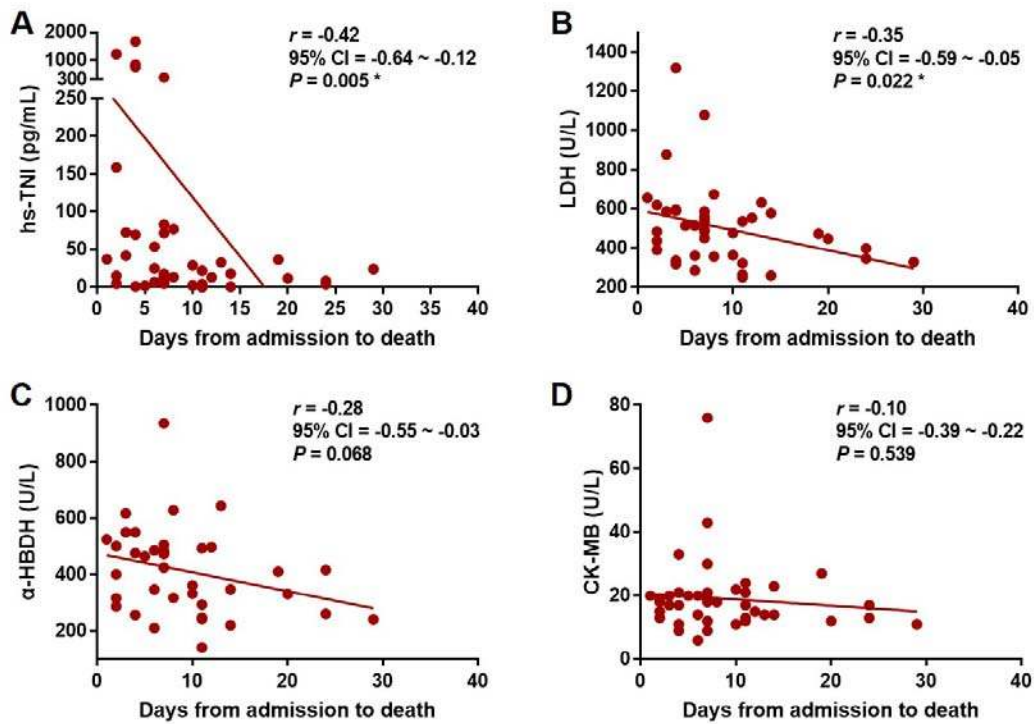 A
r = -0.42
95% CI = -0.64 ~ -0.12
P = 0.005 *
hs-TNI (pg/mL)
2000
1000
300
250
200
150
100
50
0
0 5 10 15 20 25 30 35 40
Days from admission to death
B
r = -0.35
95% CI = -0.59 ~ -0.05
P = 0.022 *
LDH (U/L)
1400
1200
1000
800
600
400
200
0 10 20 30 40
Days from admission to death
C
r = -0.28
95% CI = -0.55 ~ -0.03
P = 0.068
α-HBDH (U/L)
1000
800
600
400
200
0 10 20 30 40
Days from admission to death
D
r = -0.10
95% CI = -0.39 ~ -0.22
P = 0.539
CK-MB (U/L)
80
60
40
20
0
0 10 20 30 40
Days from admission to death